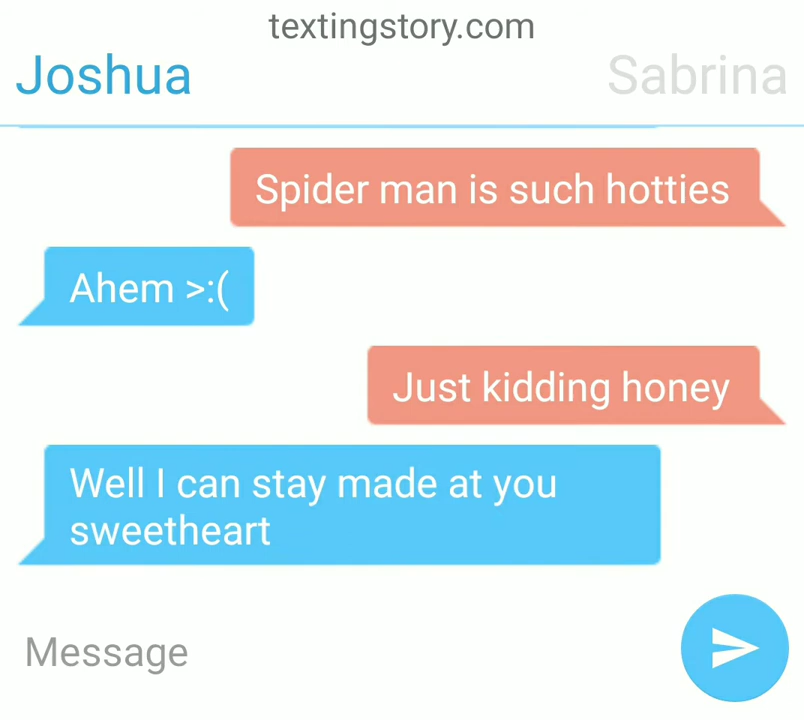 textingstory.com
Joshua
Sabrina
Spider man is such hotties
Ahem >:(
Just kidding honey
Well I can stay made at you
sweetheart
Message